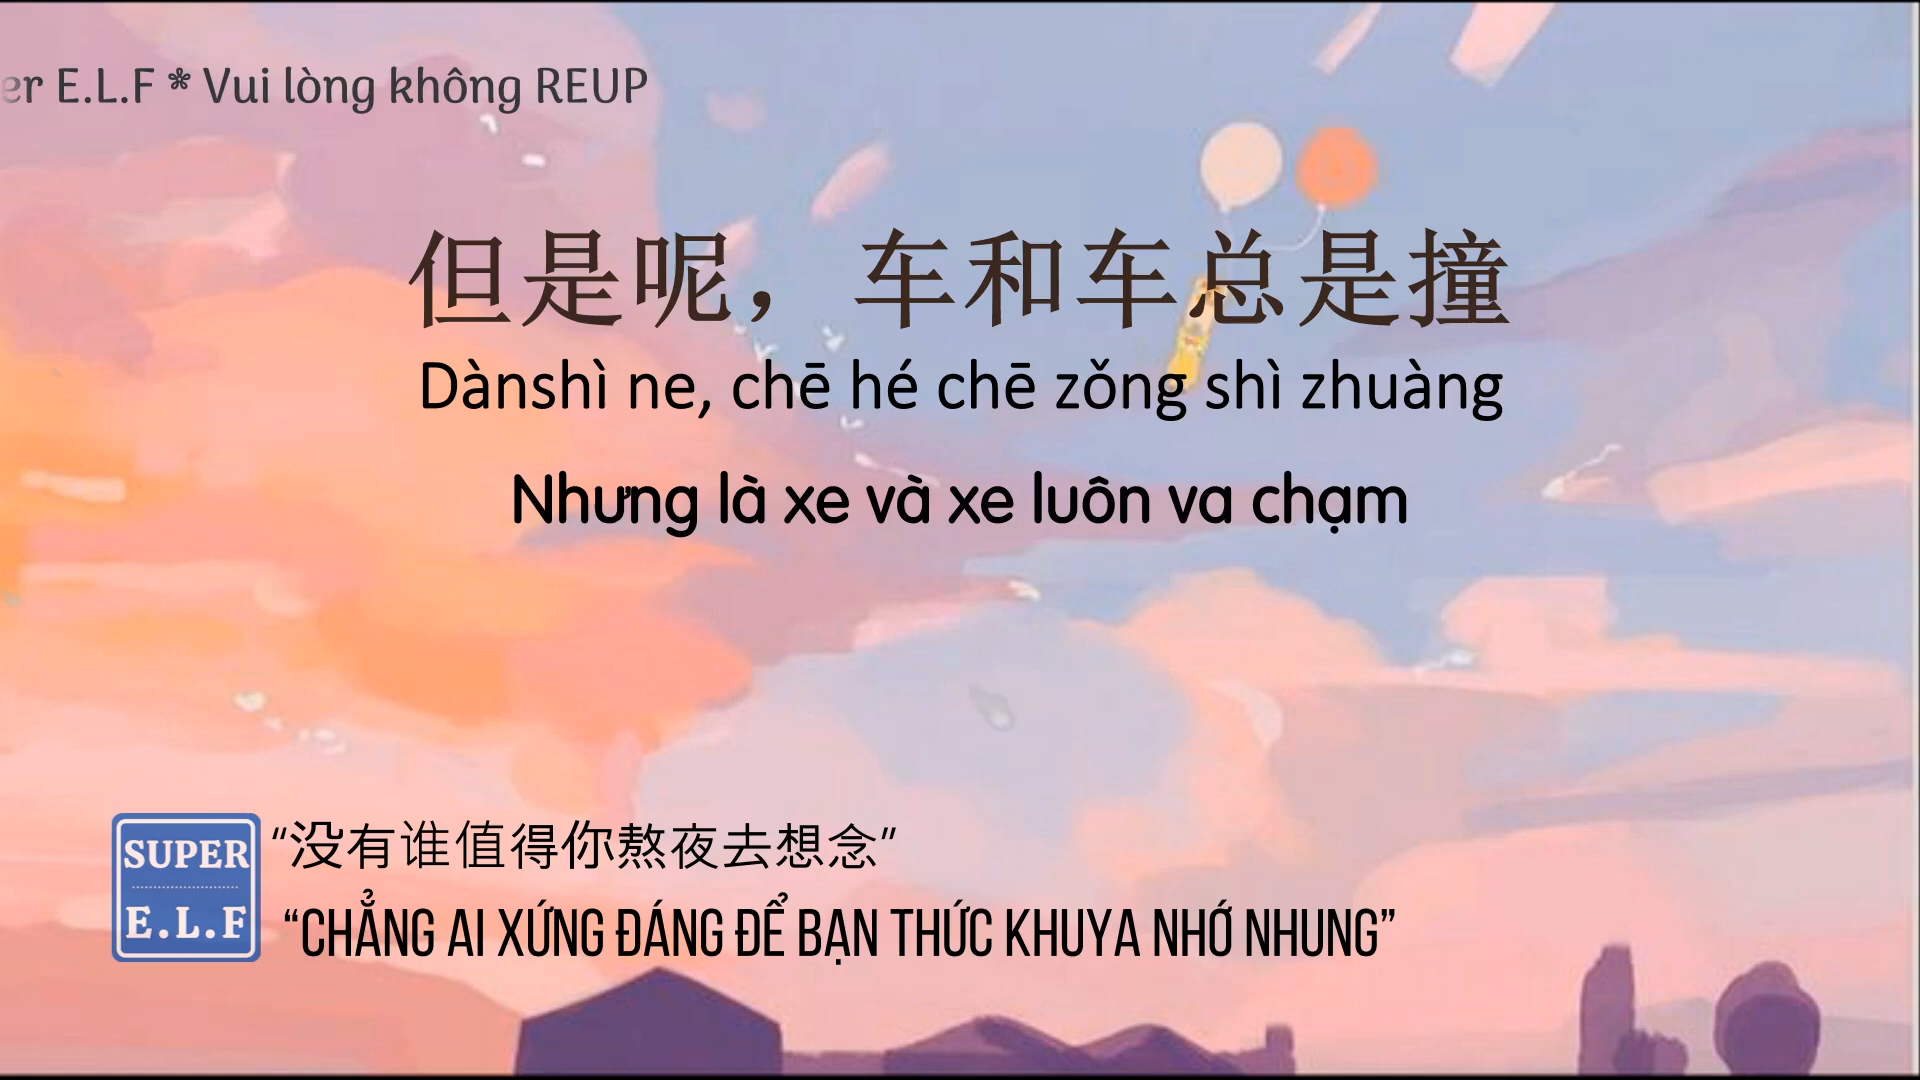 er E.L.F * Vui lòng không REUP
但是呢，车和车总是撞
Dànshì ne, chē hé chē zǒng shì zhuàng
Nhưng là xe và xe luôn va chạm
SUPER
E.L.F
“没有谁值得你熬夜去想念”
“CHẲNG AI XỨNG ĐÁNG ĐỂ BẠN THỨC KHUYA NHỚ NHUNG”